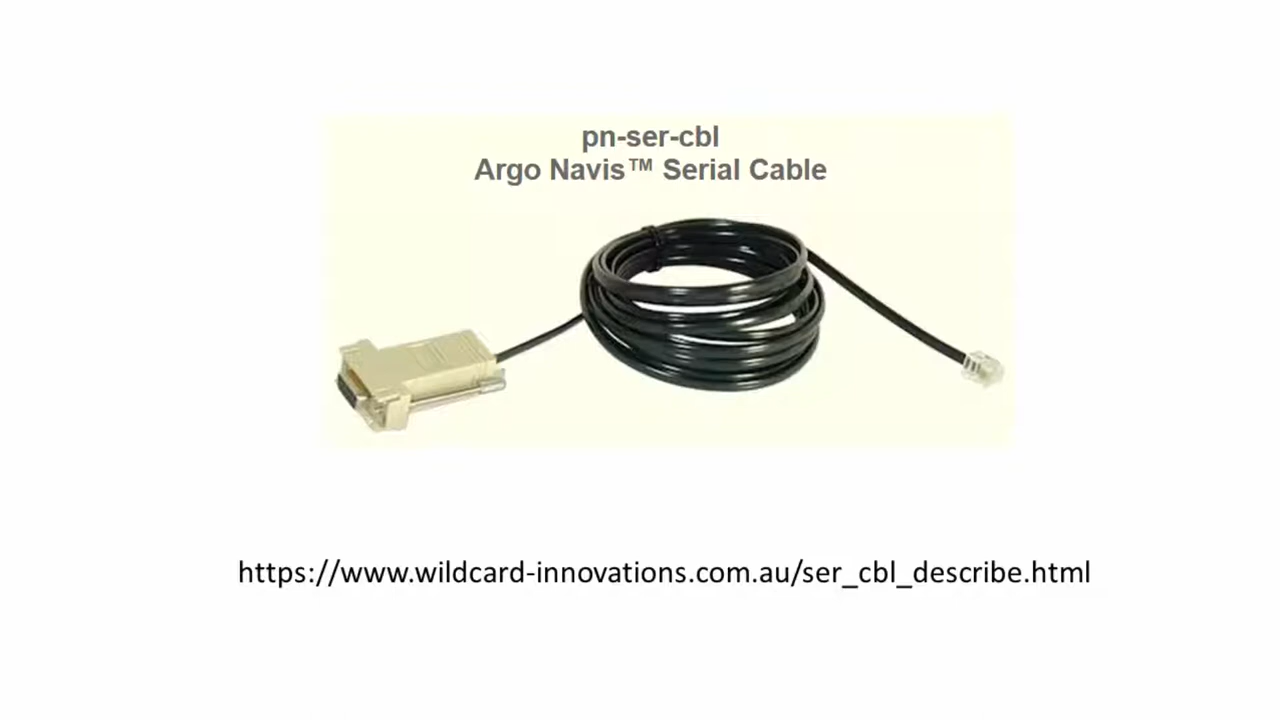 pn-ser-cbl
Argo Navis™ Serial Cable
https://www.wildcard-innovations.com.au/ser_cbl_describe.html